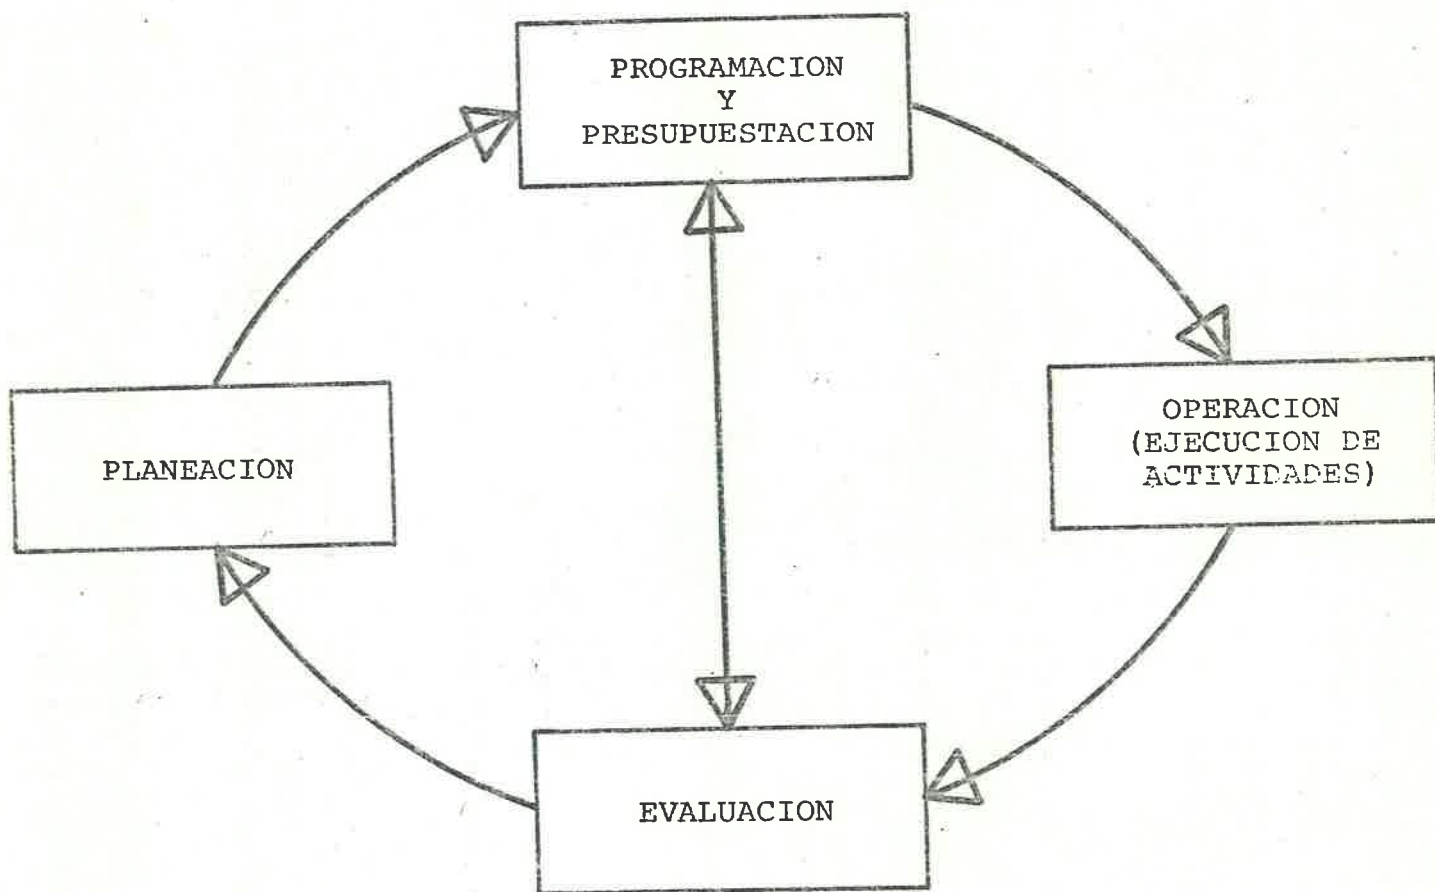 PROGRAMACION
Y
PRESUPUESTACION
PLANEACION
OPERACION
(EJECUCION DE
ACTIVIDADES)
EVALUACION